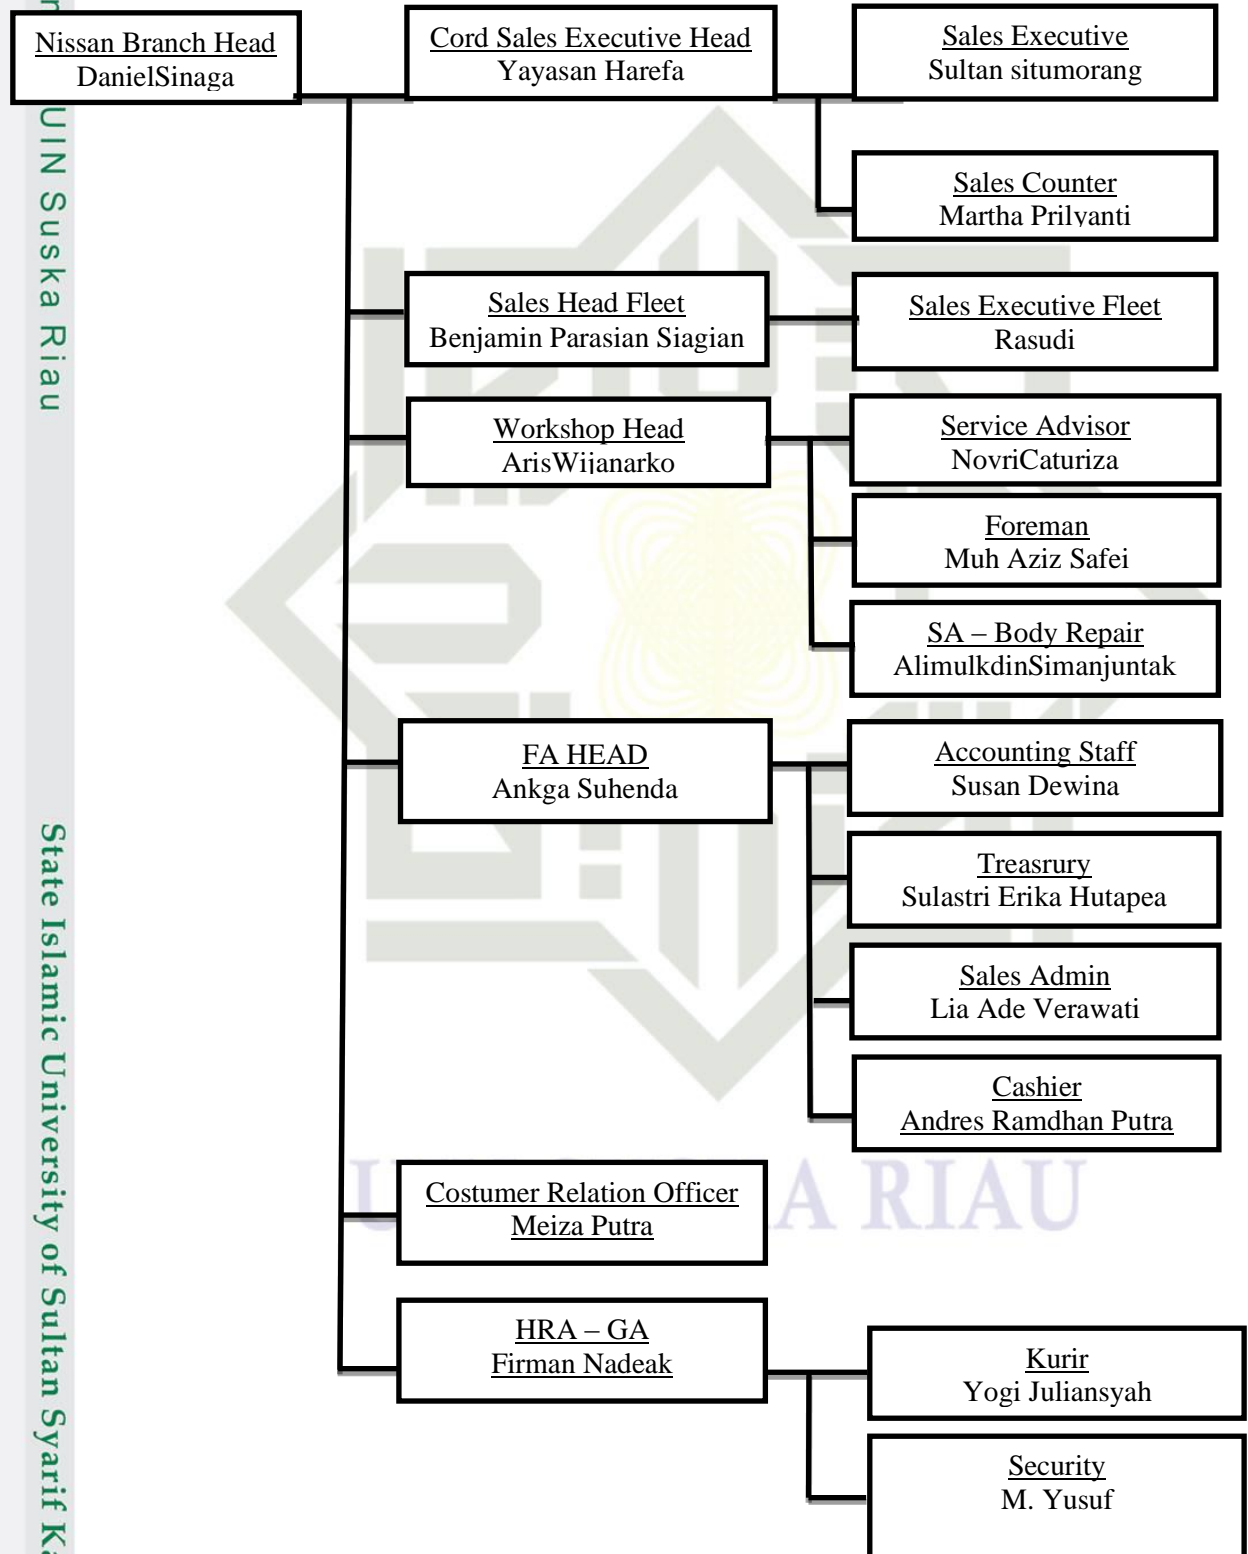 Nissan Branch Head
DanielSinaga
Cord Sales Executive Head
Yayasan Harefa
Sales Executive
Sultan situmorang
Sales Counter
Martha Prilyanti
Sales Head Fleet
Benjamin Parasian Siagian
Sales Executive Fleet
Rasudi
Workshop Head
ArisWijanarko
Service Advisor
NovriCaturiza
Foreman
Muh Aziz Safei
SA – Body Repair
AlimulkdinSimanjuntak
FA HEAD
Ankga Suhenda
Accounting Staff
Susan Dewina
Treasrury
Sulastri Erika Hutapea
Sales Admin
Lia Ade Verawati
Cashier
Andres Ramdhan Putra
Costumer Relation Officer
Meiza Putra
HRA – GA
Firman Nadeak
Kurir
Yogi Juliansyah
Security
M. Yusuf
UIN Suska Riau
State Islamic University of Sultan Syarif
RIAU